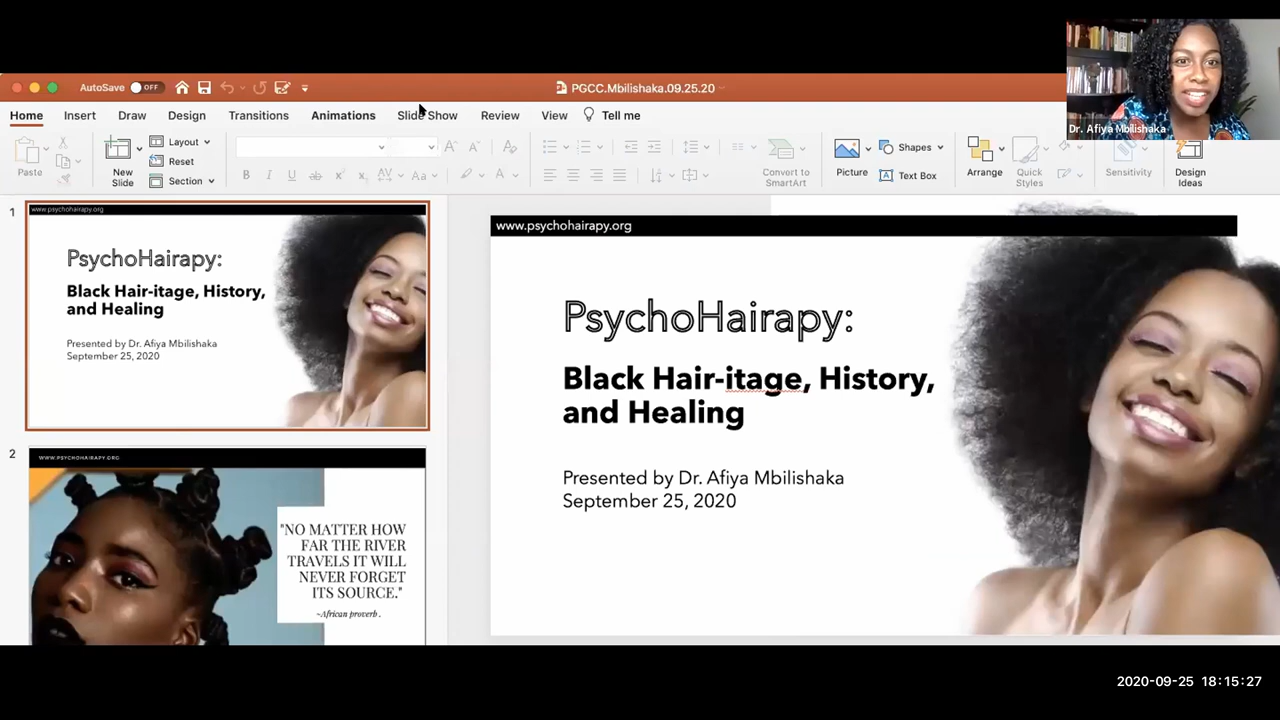 AutoSave OFF
PGCC.Mbilishaka.09.25.20
Dr. Afiya Mbilishaka
Home Insert Draw Design Transitions Animations Slide Show Review View Tell me
Paste
New Slide
Layout
Reset
Section
B I U ab x x AV Aa A
Convert to SmartArt
Picture
Shapes
Text Box
Arrange
Quick Styles
Sensitivity
Design Ideas
1
www.psychohairapy.org
PsychoHairapy:
Black Hair-itage, History,
and Healing
Presented by Dr. Afiya Mbilishaka
September 25, 2020
2
WWW.PSYCHOHAIRAPY.ORG
"NO MATTER HOW
FAR THE RIVER
TRAVELS IT WILL
NEVER FORGET
ITS SOURCE."
~African proverb .
www.psychohairapy.org
PsychoHairapy:
Black Hair-itage, History,
and Healing
Presented by Dr. Afiya Mbilishaka
September 25, 2020
2020-09-25 18:15:27